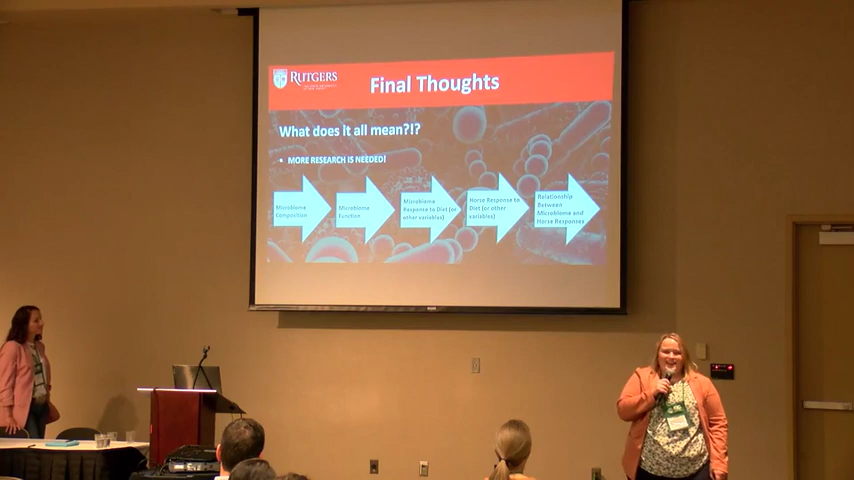 RUTGERS
Final Thoughts
What does it all mean?!?
• MORE RESEARCH IS NEEDED!
Microbiome
Composition
Microbiome
Function
Microbiome
Response to Diet (or
other variables)
Horse Response to
Diet (or other
variables)
Relationship
Between
Microbiome and
Horse Responses